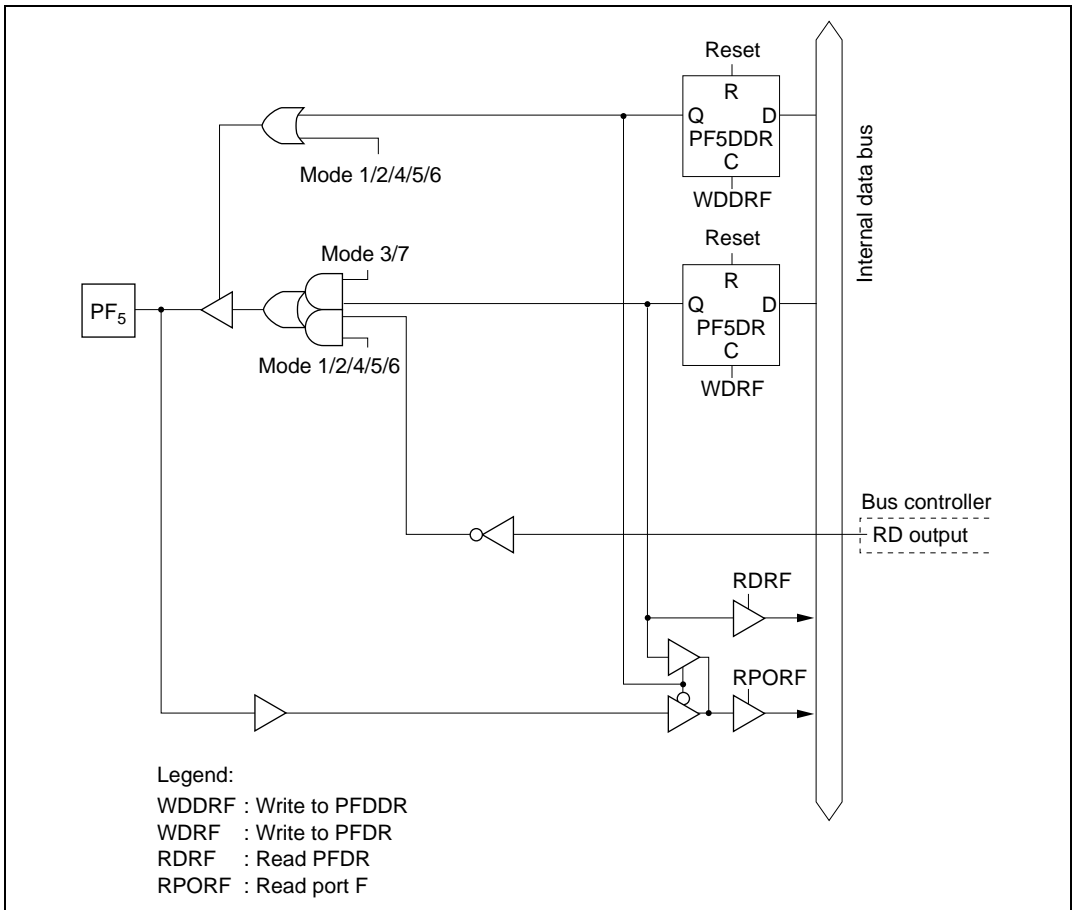 Reset
R
Q D
PF5DDR
C
WDDRF
Mode 1/2/4/5/6
Internal data bus
Reset
Mode 3/7
R
PF5
Q D
PF5DR
C
Mode 1/2/4/5/6
WDRF
Bus controller
RD output
RDRF
RPORF
Legend:
WDDRF : Write to PFDDR
WDRF : Write to PFDR
RDRF : Read PFDR
RPORF : Read port F